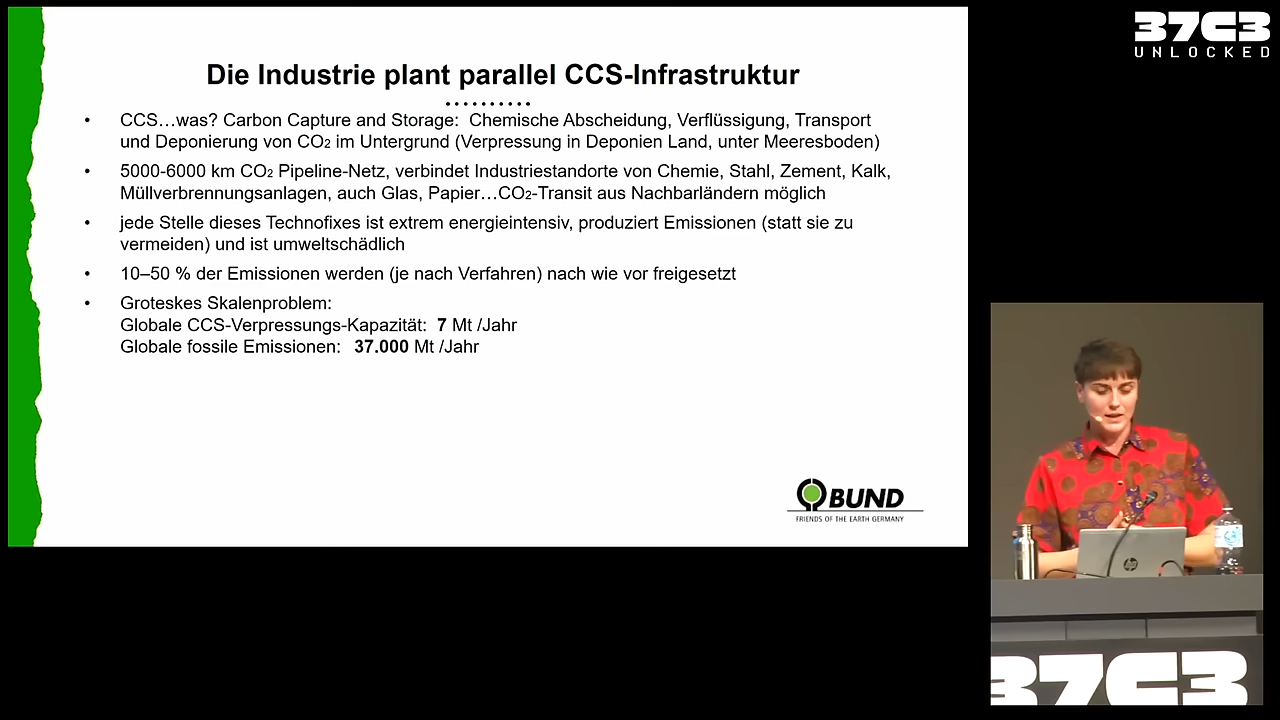 37C3
UNLOCKED
Die Industrie plant parallel CCS-Infrastruktur
• CCS…was? Carbon Capture and Storage: Chemische Abscheidung, Verflüssigung, Transport
und Deponierung von CO₂ im Untergrund (Verpressung in Deponien Land, unter Meeresboden)
• 5000-6000 km CO₂ Pipeline-Netz, verbindet Industriestandorte von Chemie, Stahl, Zement, Kalk,
Müllverbrennungsanlagen, auch Glas, Papier…CO₂-Transit aus Nachbarländern möglich
• jede Stelle dieses Technofixes ist extrem energieintensiv, produziert Emissionen (statt sie zu
vermeiden) und ist umweltschädlich
• 10–50 % der Emissionen werden (je nach Verfahren) nach wie vor freigesetzt
• Groteskes Skalenproblem:
Globale CCS-Verpressungs-Kapazität: 7 Mt /Jahr
Globale fossile Emissionen: 37.000 Mt /Jahr
BUND
FRIENDS OF THE EARTH GERMANY
hp
37C3